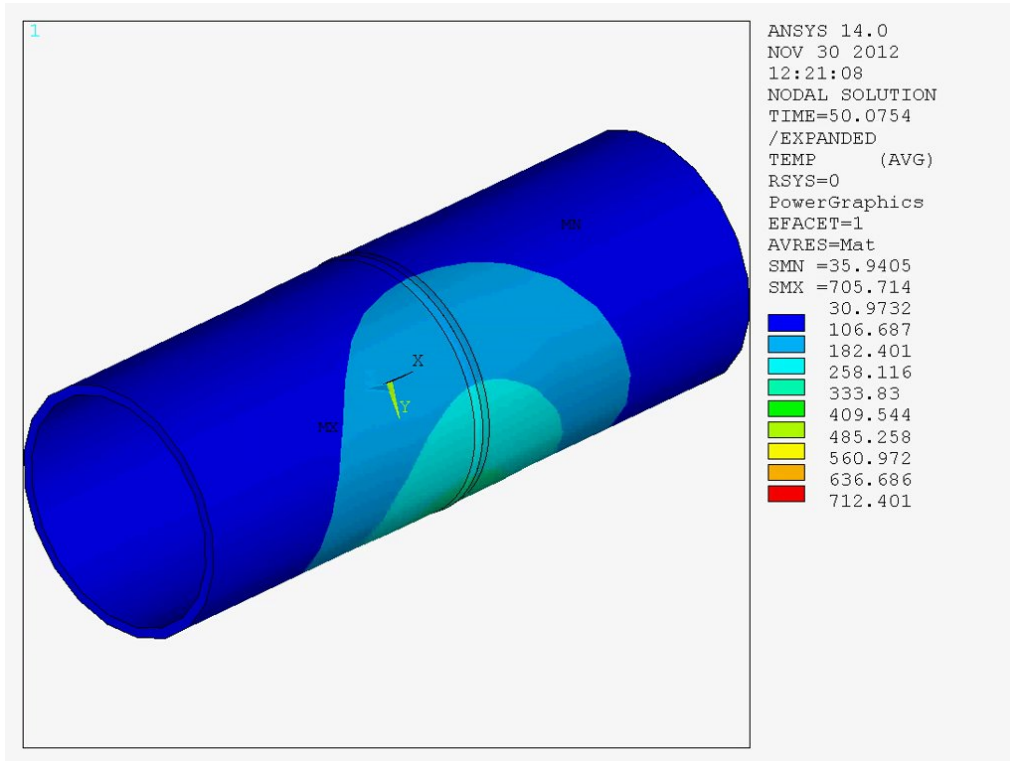 1
ANSYS 14.0
NOV 30 2012
12:21:08
NODAL SOLUTION
TIME=50.0754
/EXPANDED
TEMP (AVG)
RSYS=0
PowerGraphics
EFACET=1
AVRES=Mat
SMN =35.9405
SMX =705.714
30.9732
106.687
182.401
258.116
333.83
409.544
485.258
560.972
636.686
712.401
MN
X
Y
MX